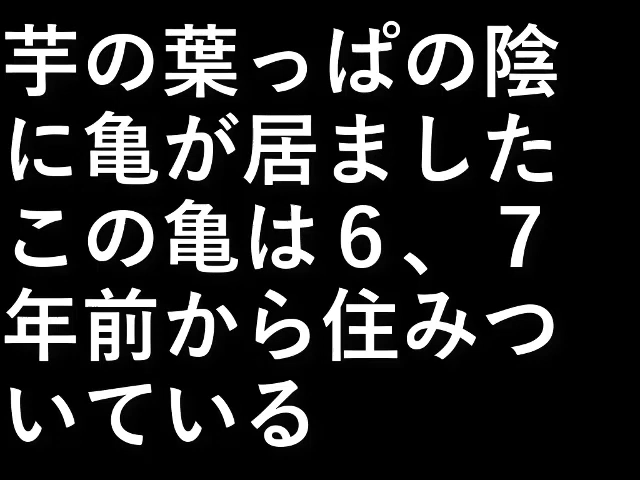 芋の葉っぱの陰
に亀が居ました
この亀は６、７
年前から住みつ
いている